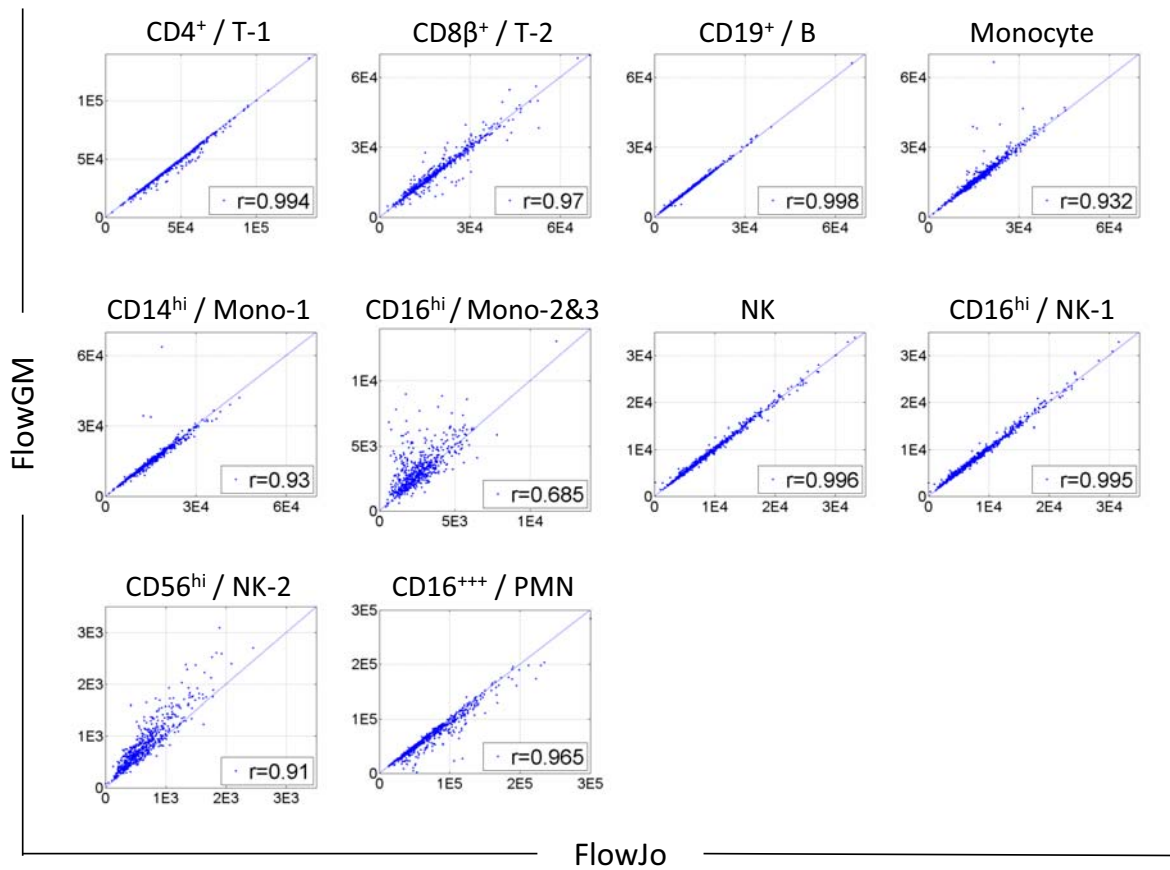 CD4⁺ / T-1
CD8β⁺ / T-2
CD19⁺ / B
Monocyte
1E5
5E4
0
5E4
1E5
r=0.994
6E4
3E4
0
3E4
6E4
r=0.97
6E4
3E4
0
3E4
6E4
r=0.998
6E4
3E4
0
3E4
6E4
r=0.932
CD14ʰⁱ / Mono-1
CD16ʰⁱ / Mono-2&3
NK
CD16ʰⁱ / NK-1
6E4
3E4
0
0
3E4
6E4
r=0.93
1E4
5E3
0
0
5E3
1E4
r=0.685
3E4
2E4
1E4
0
0
1E4
2E4
3E4
r=0.996
3E4
2E4
1E4
0
0
1E4
2E4
3E4
r=0.995
CD56ʰⁱ / NK-2
CD16⁺⁺⁺ / PMN
3E3
2E3
1E3
0
0
1E3
2E3
3E3
r=0.91
3E5
2E5
1E5
0
0
1E5
2E5
3E5
r=0.965
FlowGM
FlowJo